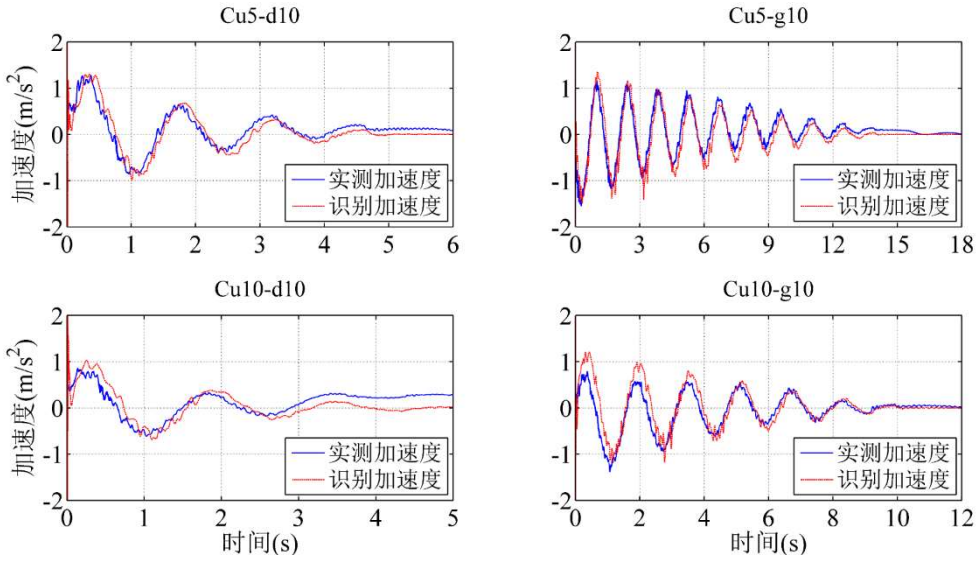 Cu5-d10
加速度(m/s²)
2
1
0
-1
-2
实测加速度
识别加速度
0 1 2 3 4 5 6
Cu5-g10
2
1
0
-1
-2
实测加速度
识别加速度
0 3 6 9 12 15 18
Cu10-d10
加速度(m/s²)
2
1
0
-1
-2
实测加速度
识别加速度
0 1 2 3 4 5
时间(s)
Cu10-g10
2
1
0
-1
-2
实测加速度
识别加速度
0 2 4 6 8 10 12
时间(s)